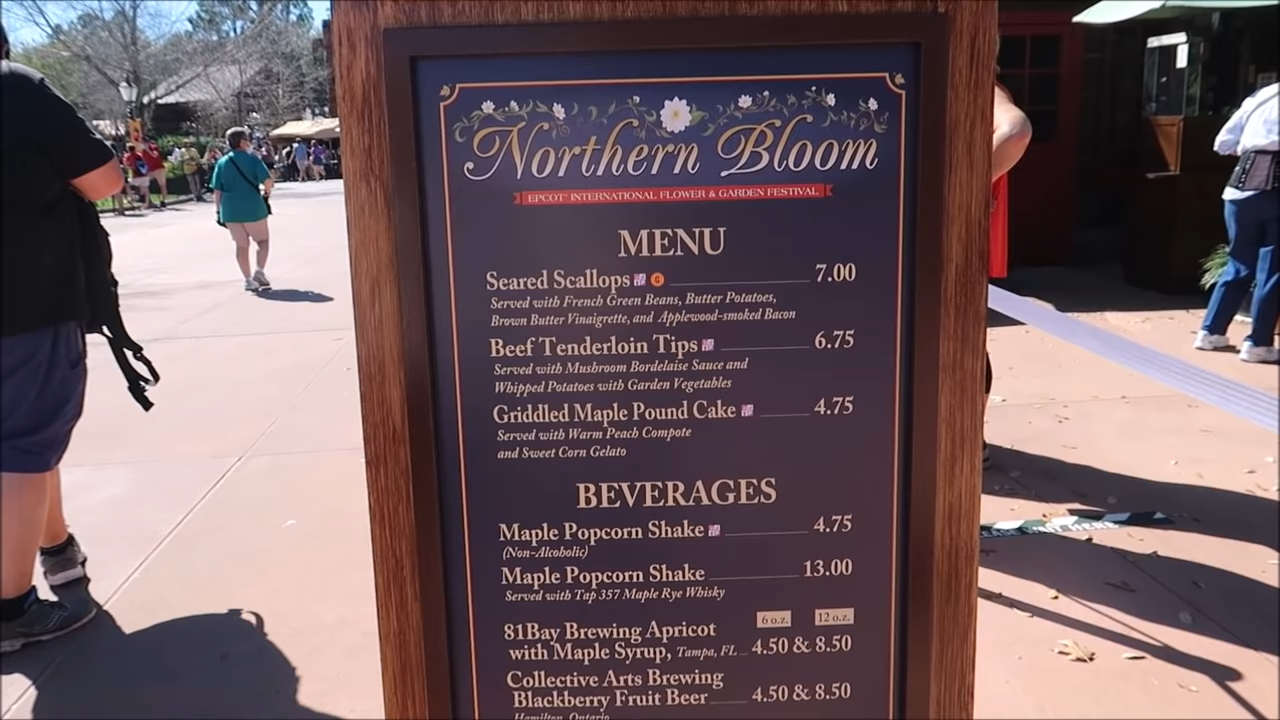 Northern Bloom
EPCOT® INTERNATIONAL FLOWER & GARDEN FESTIVAL
MENU
Seared Scallops G 7.00
Served with French Green Beans, Butter Potatoes,
Brown Butter Vinaigrette, and Applewood-smoked Bacon
Beef Tenderloin Tips 6.75
Served with Mushroom Bordelaise Sauce and
Whipped Potatoes with Garden Vegetables
Griddled Maple Pound Cake 4.75
Served with Warm Peach Compote
and Sweet Corn Gelato
BEVERAGES
Maple Popcorn Shake 4.75
(Non-Alcoholic)
Maple Popcorn Shake 13.00
Served with Tap 357 Maple Rye Whisky
6 o.z. 12 o.z.
81Bay Brewing Apricot
with Maple Syrup, Tampa, FL 4.50 & 8.50
Collective Arts Brewing
Blackberry Fruit Beer 4.50 & 8.50
Hamilton, Ontario